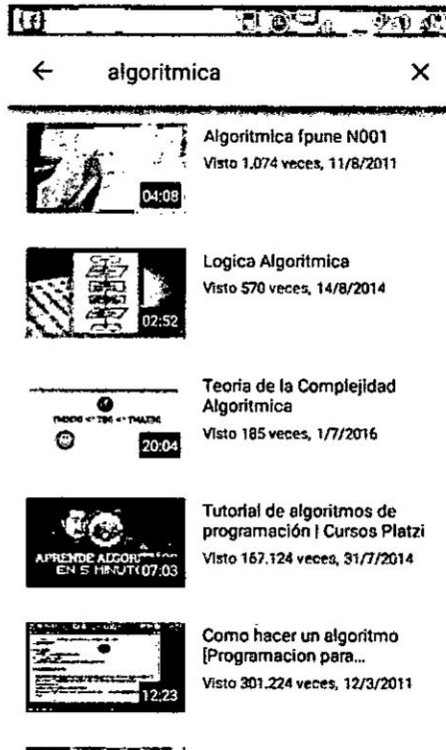 algoritmica
Algoritmica fpune N001
Visto 1,074 veces, 11/8/2011
04:08
Logica Algoritmica
Visto 570 veces, 14/8/2014
02:52
Teoria de la Complejidad
Algoritmica
Visto 185 veces, 1/7/2016
20:04
Tutorial de algoritmos de
programación | Cursos Platzi
Visto 167.124 veces, 31/7/2014
APRENDE
EN 5
07:03
Como hacer un algoritmo
[Programacion para...
Visto 301.224 veces, 12/3/2011
12:23